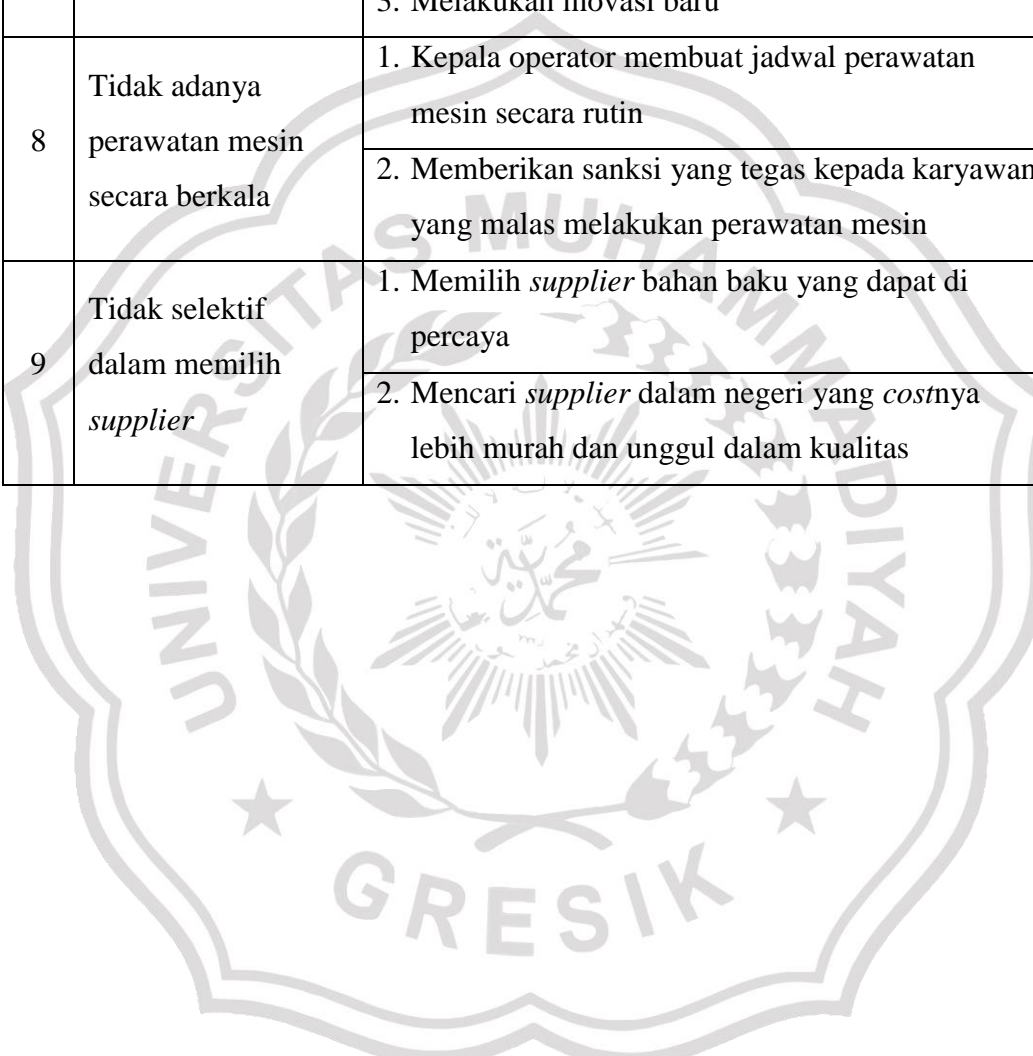 3. Melakukan inovasi baru
8
Tidak adanya
perawatan mesin
secara berkala
1. Kepala operator membuat jadwal perawatan
mesin secara rutin
2. Memberikan sanksi yang tegas kepada karyawan
yang malas melakukan perawatan mesin
9
Tidak selektif
dalam memilih
supplier
1. Memilih supplier bahan baku yang dapat di
percaya
2. Mencari supplier dalam negeri yang costnya
lebih murah dan unggul dalam kualitas
UNIVERSITAS MUHAMMADIYAH
GRESIK